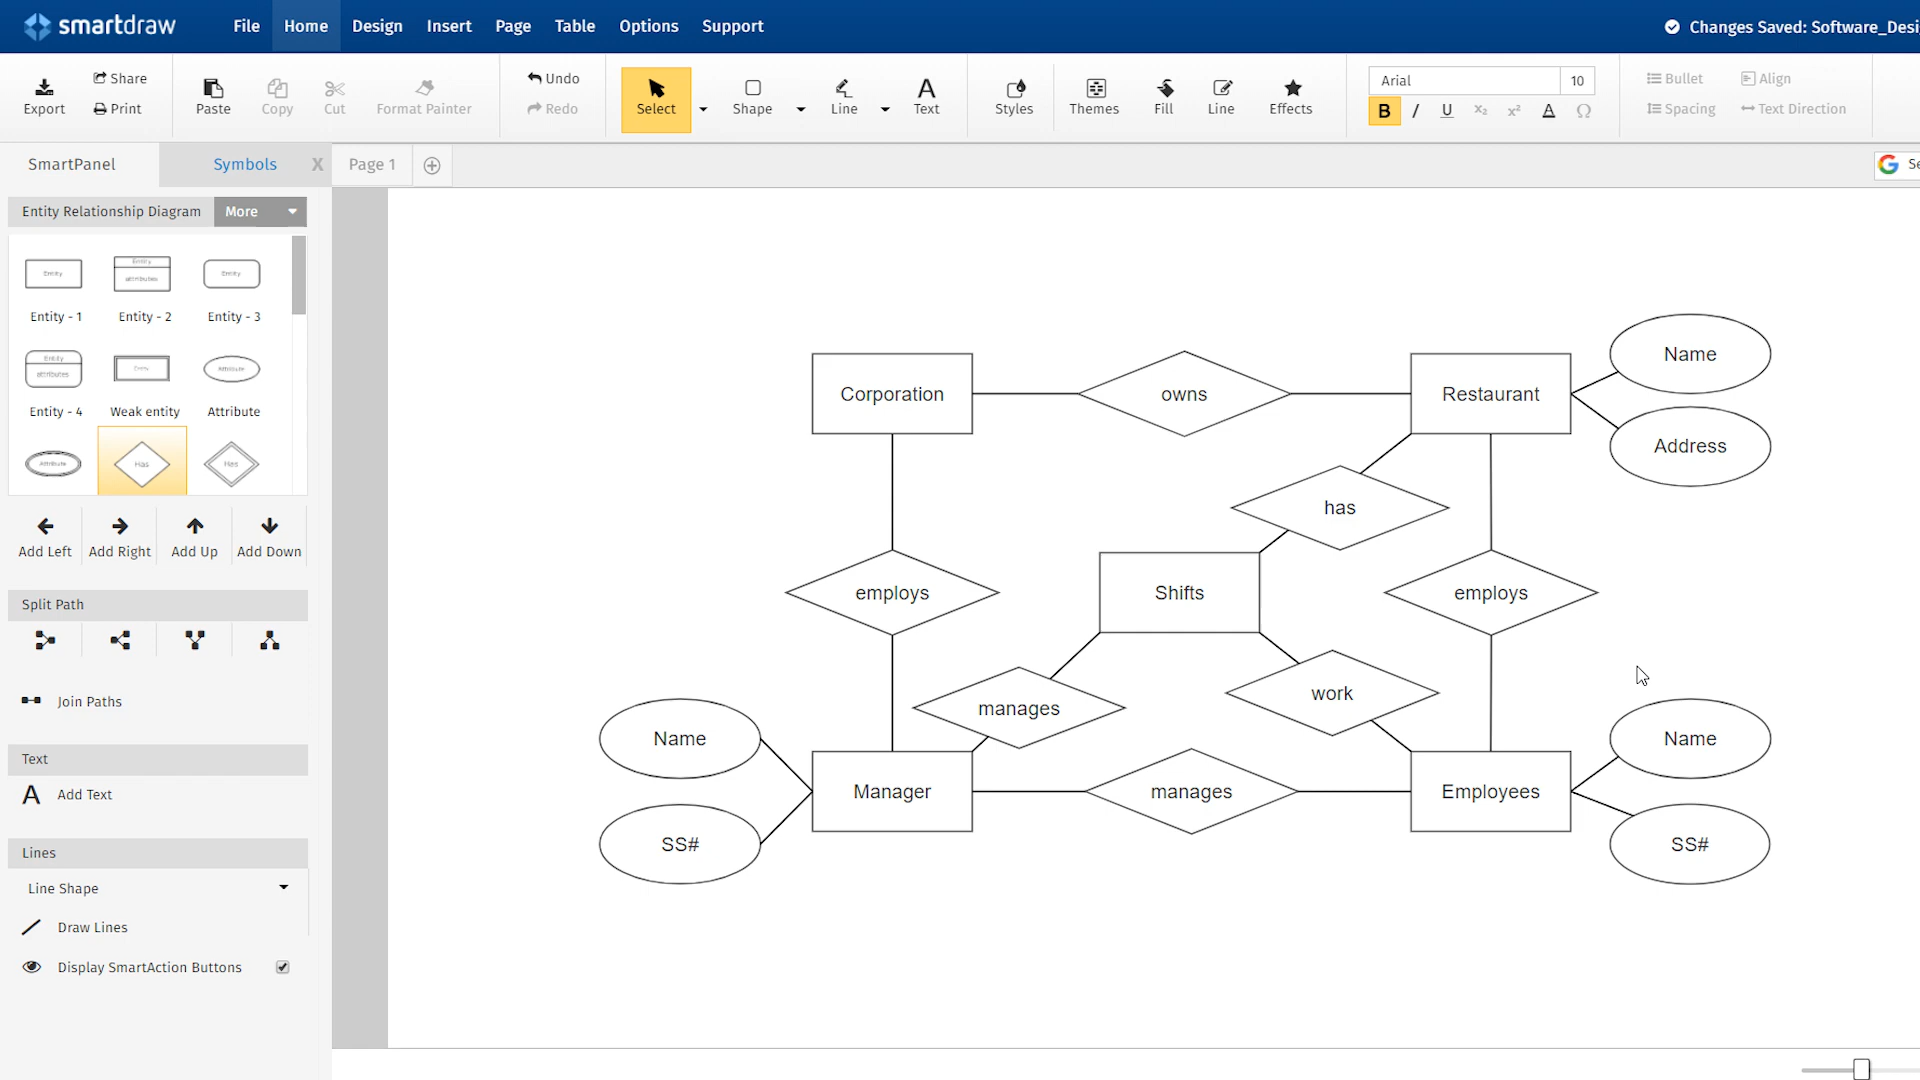 smartdraw
File Home Design Insert Page Table Options Support
Changes Saved: Software_Desi
Export Share Print Paste Copy Cut Format Painter Undo Redo Select Shape Line A Text Styles Themes Fill Line Effects
Arial 10
B I U X₂ X² A Ω
Bullet Align
Spacing Text Direction
SmartPanel Symbols X Page 1
G Se
Entity Relationship Diagram More
Entity
Entity
attributes
Entity
Entity - 1 Entity - 2 Entity - 3
Entity
attributes
Entity
Attribute
Entity - 4 Weak entity Attribute
Attribute
Has
Has
Add Left Add Right Add Up Add Down
Split Path
Join Paths
Text
A Add Text
Lines
Line Shape
Draw Lines
Display SmartAction Buttons
Corporation owns Restaurant Name
Address
has
employs Shifts employs
manages work
Name
SS#
Manager manages Employees
Name
SS#